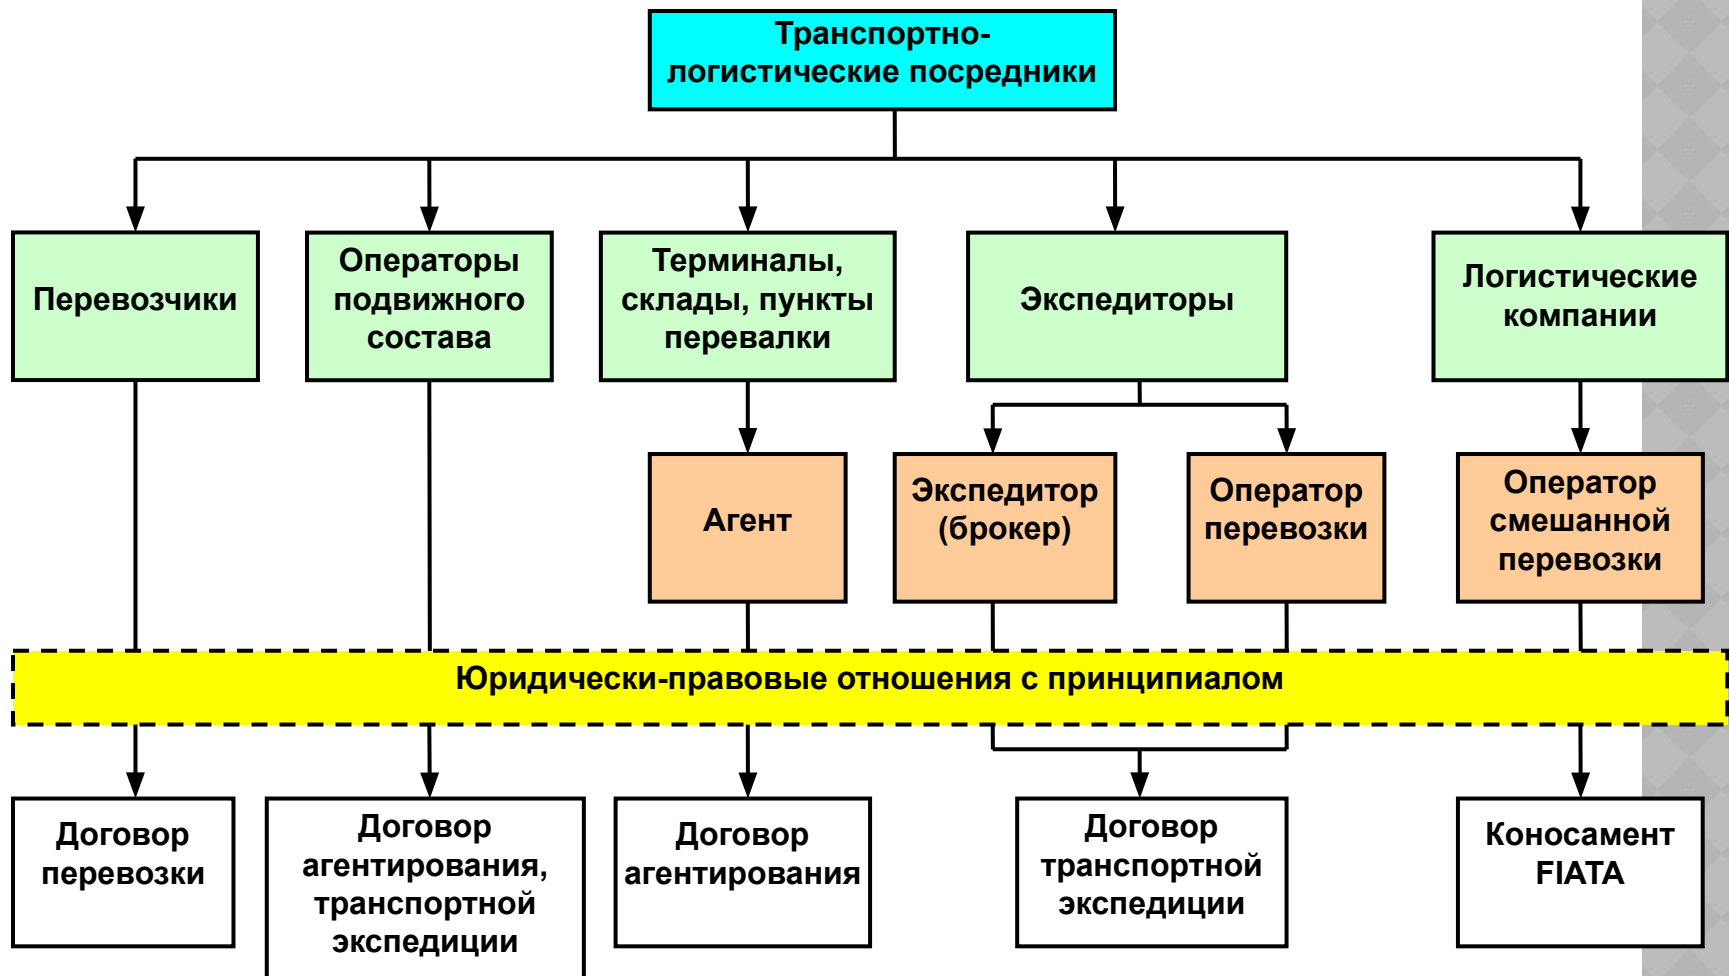 Транспортно-
логистические посредники
Перевозчики
Операторы
подвижного
состава
Терминалы,
склады, пункты
перевалки
Экспедиторы
Логистические
компании
Агент
Экспедитор
(брокер)
Оператор
перевозки
Оператор
смешанной
перевозки
Юридически-правовые отношения с принципиалом
Договор
перевозки
Договор
агентирования,
транспортной
экспедиции
Договор
агентирования
Договор
транспортной
экспедиции
Коносамент
FIATA